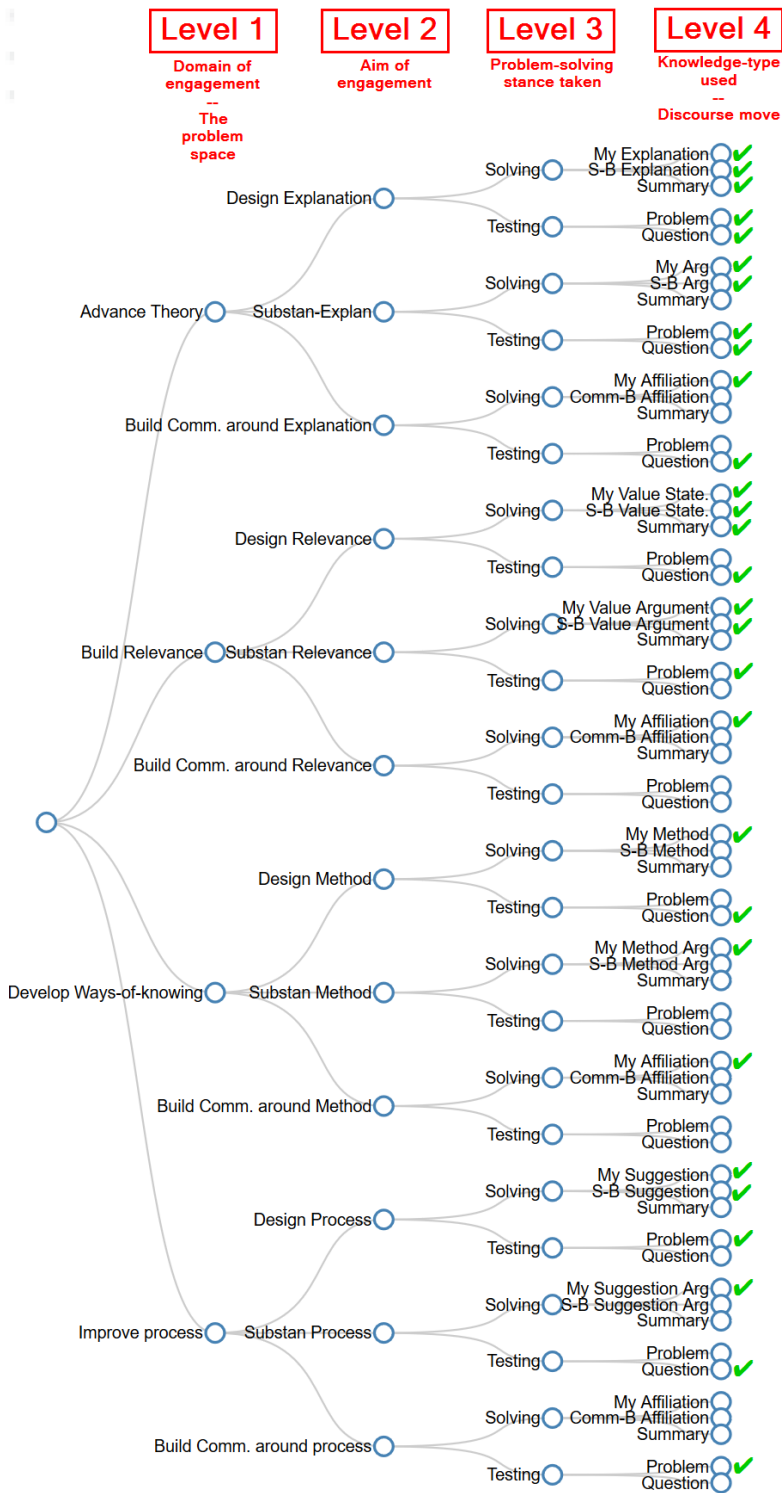 Level 1
Level 2
Level 3
Level 4
Domain of
engagement
--
The
problem
space
Aim of
engagement
Problem-solving
stance taken
Knowledge-type
used
--
Discourse move
My Explanation
Solving
S-B Explanation
Summary
Design Explanation
Problem
Testing
Question
My Arg
Solving
S-B Arg
Summary
Advance Theory
Substan-Explan
Problem
Testing
Question
My Affiliation
Solving
Comm-B Affiliation
Summary
Build Comm. around Explanation
Problem
Testing
Question
My Value State.
Solving
S-B Value State.
Summary
Design Relevance
Problem
Testing
Question
My Value Argument
Solving
S-B Value Argument
Summary
Build Relevance
Substan Relevance
Problem
Testing
Question
My Affiliation
Solving
Comm-B Affiliation
Summary
Build Comm. around Relevance
Problem
Testing
Question
My Method
Solving
S-B Method
Summary
Design Method
Problem
Testing
Question
My Method Arg
Solving
S-B Method Arg
Summary
Develop Ways-of-knowing
Substan Method
Problem
Testing
Question
My Affiliation
Solving
Comm-B Affiliation
Summary
Build Comm. around Method
Problem
Testing
Question
My Suggestion
Solving
S-B Suggestion
Summary
Design Process
Problem
Testing
Question
My Suggestion Arg
Solving
S-B Suggestion Arg
Summary
Improve process
Substan Process
Problem
Testing
Question
My Affiliation
Solving
Comm-B Affiliation
Summary
Build Comm. around process
Problem
Testing
Question